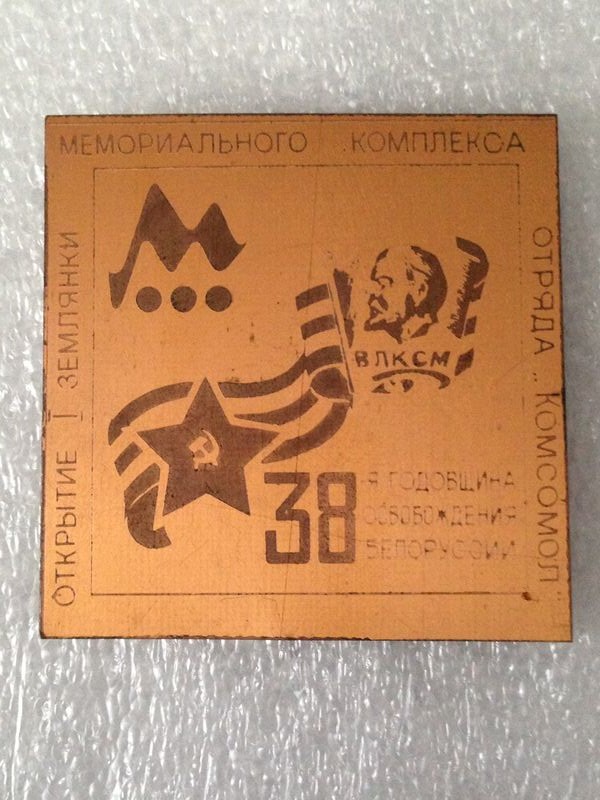 ОТКРЫТИЕ I ЗЕМЛЯНКИ
МЕМОРИАЛЬНОГО КОМПЛЕКСА
ОТРЯДА „КОМСОМОЛ"
ВЛКСМ
38-Я ГОДОВЩИНА
ОСВОБОЖДЕНИЯ
БЕЛОРУССИИ